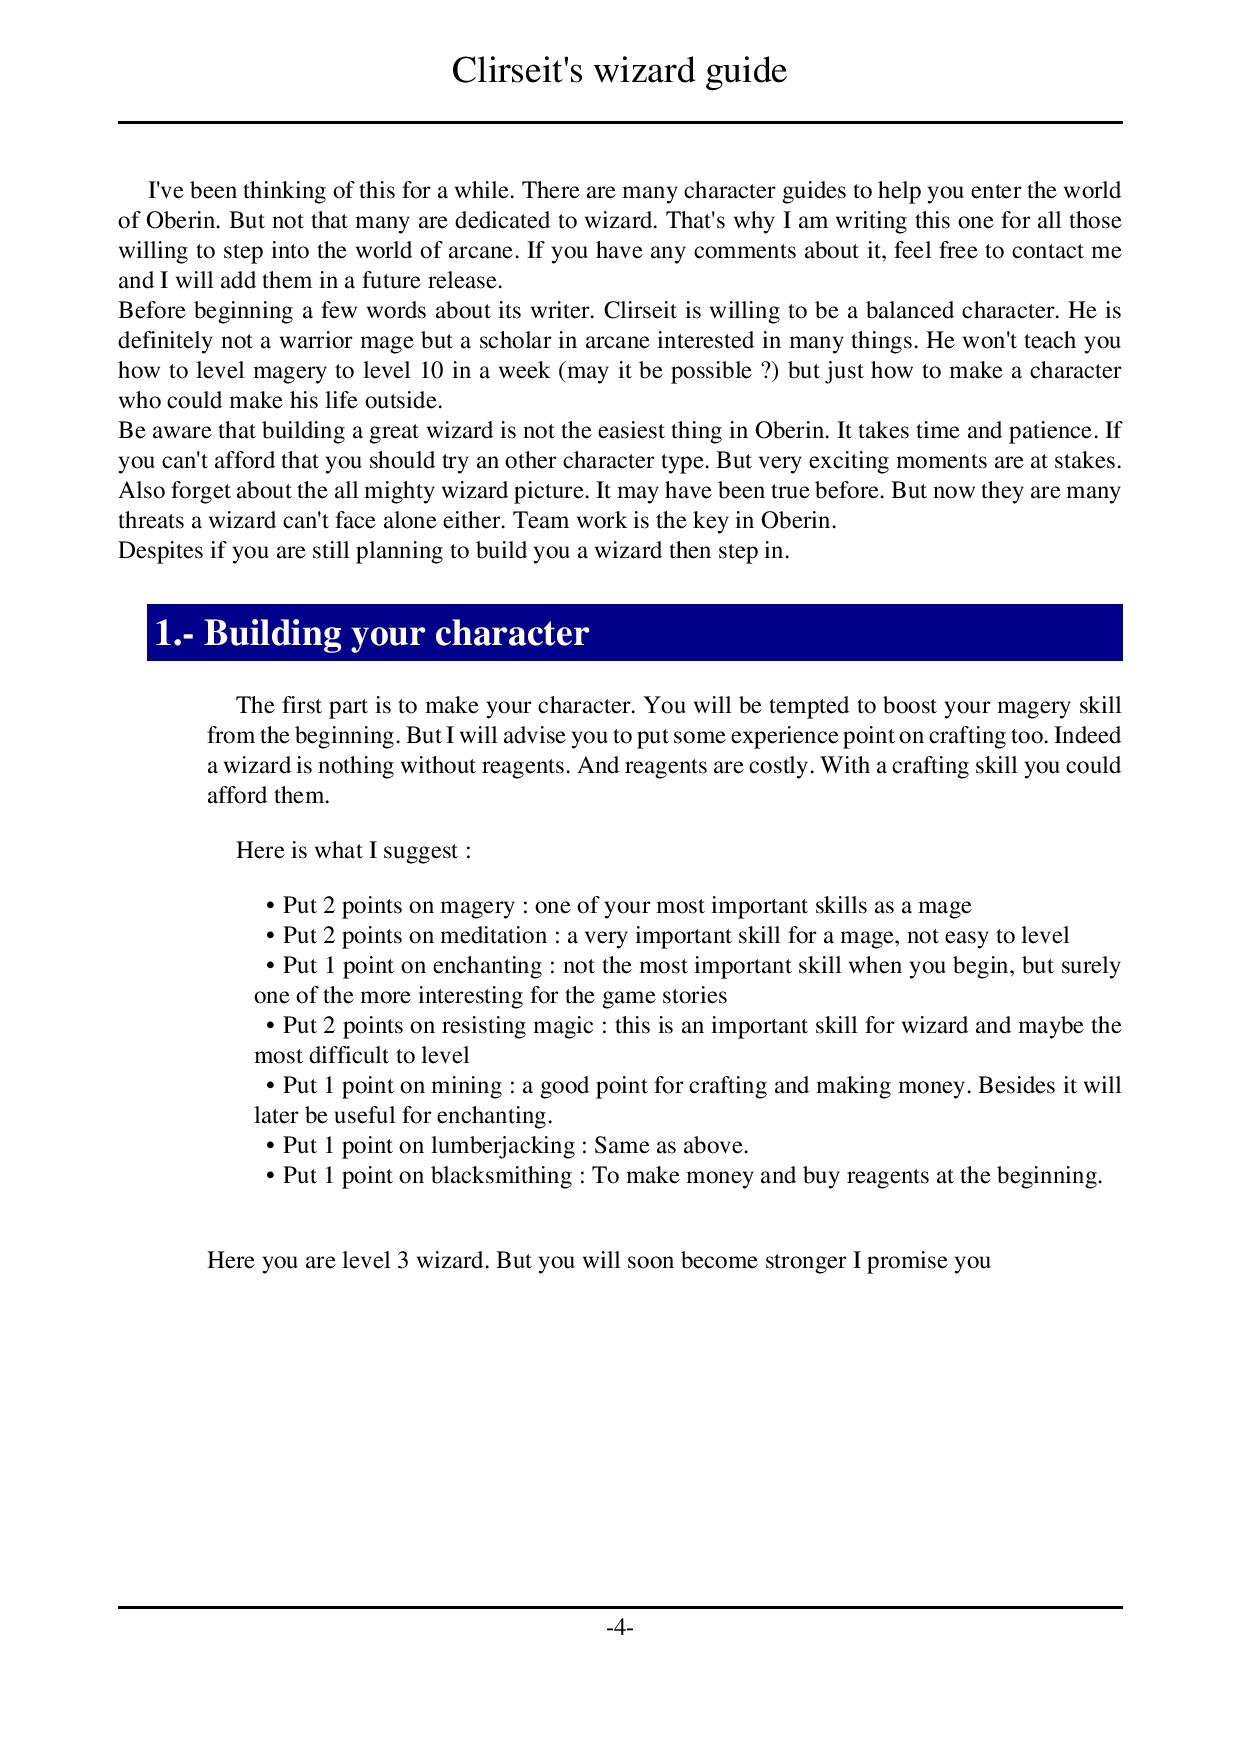 Clirseit's wizard guide
I've been thinking of this for a while. There are many character guides to help you enter the world
of Oberin. But not that many are dedicated to wizard. That's why I am writing this one for all those
willing to step into the world of arcane. If you have any comments about it, feel free to contact me
and I will add them in a future release.
Before beginning a few words about its writer. Clirseit is willing to be a balanced character. He is
definitely not a warrior mage but a scholar in arcane interested in many things. He won't teach you
how to level magery to level 10 in a week (may it be possible ?) but just how to make a character
who could make his life outside.
Be aware that building a great wizard is not the easiest thing in Oberin. It takes time and patience. If
you can't afford that you should try an other character type. But very exciting moments are at stakes.
Also forget about the all mighty wizard picture. It may have been true before. But now they are many
threats a wizard can't face alone either. Team work is the key in Oberin.
Despites if you are still planning to build you a wizard then step in.
1.- Building your character
The first part is to make your character. You will be tempted to boost your magery skill
from the beginning. But I will advise you to put some experience point on crafting too. Indeed
a wizard is nothing without reagents. And reagents are costly. With a crafting skill you could
afford them.
Here is what I suggest :
• Put 2 points on magery : one of your most important skills as a mage
• Put 2 points on meditation : a very important skill for a mage, not easy to level
• Put 1 point on enchanting : not the most important skill when you begin, but surely
one of the more interesting for the game stories
• Put 2 points on resisting magic : this is an important skill for wizard and maybe the
most difficult to level
• Put 1 point on mining : a good point for crafting and making money. Besides it will
later be useful for enchanting.
• Put 1 point on lumberjacking : Same as above.
• Put 1 point on blacksmithing : To make money and buy reagents at the beginning.
Here you are level 3 wizard. But you will soon become stronger I promise you
-4-